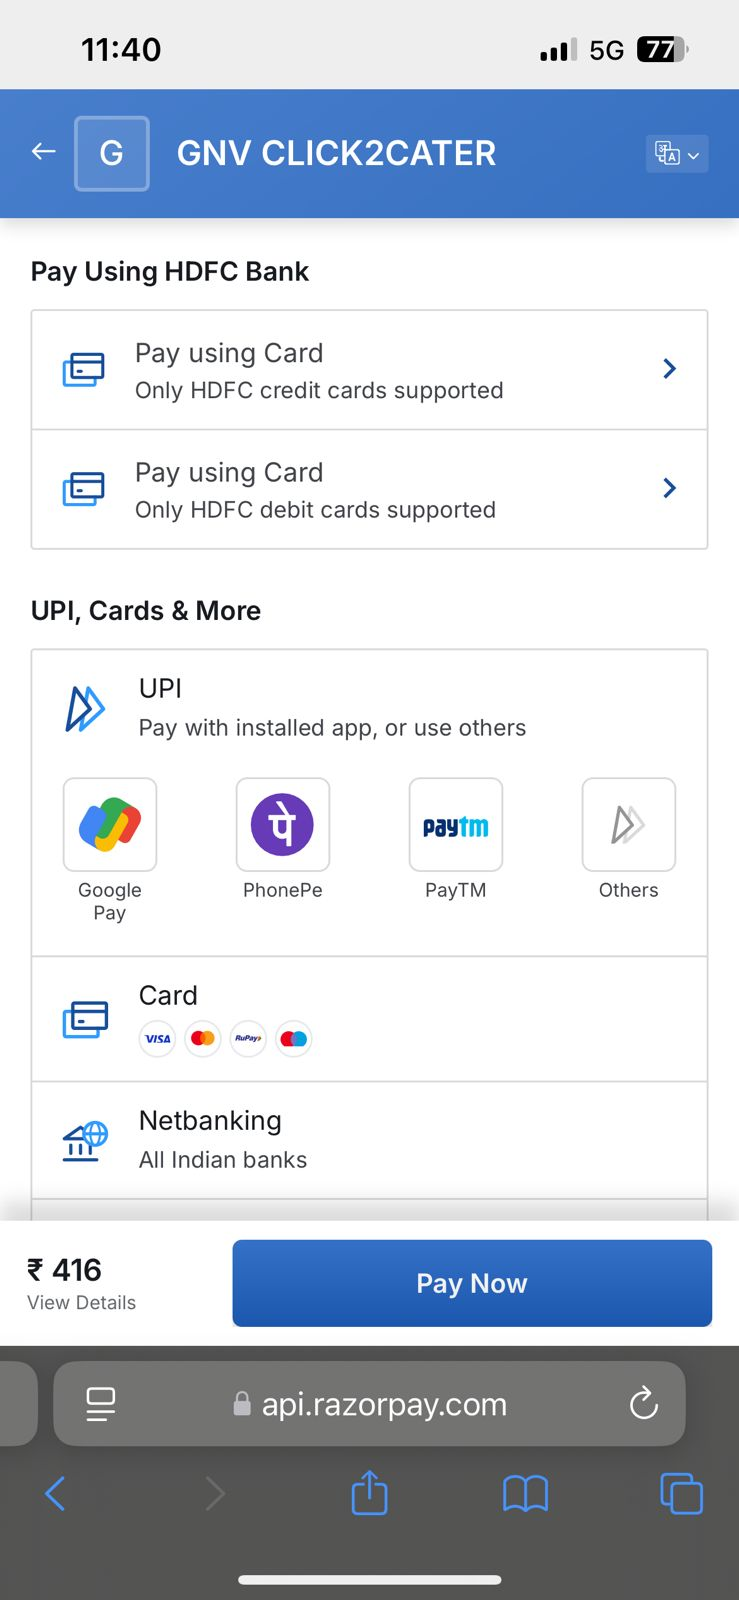 11:40
5G 77
G GNV CLICK2CATER
Pay Using HDFC Bank
Pay using Card
Only HDFC credit cards supported
Pay using Card
Only HDFC debit cards supported
UPI, Cards & More
UPI
Pay with installed app, or use others
पे paytm
Google Pay
PhonePe
PayTM
Others
Card
VISA RuPay
Netbanking
All Indian banks
₹ 416
View Details
Pay Now
api.razorpay.com